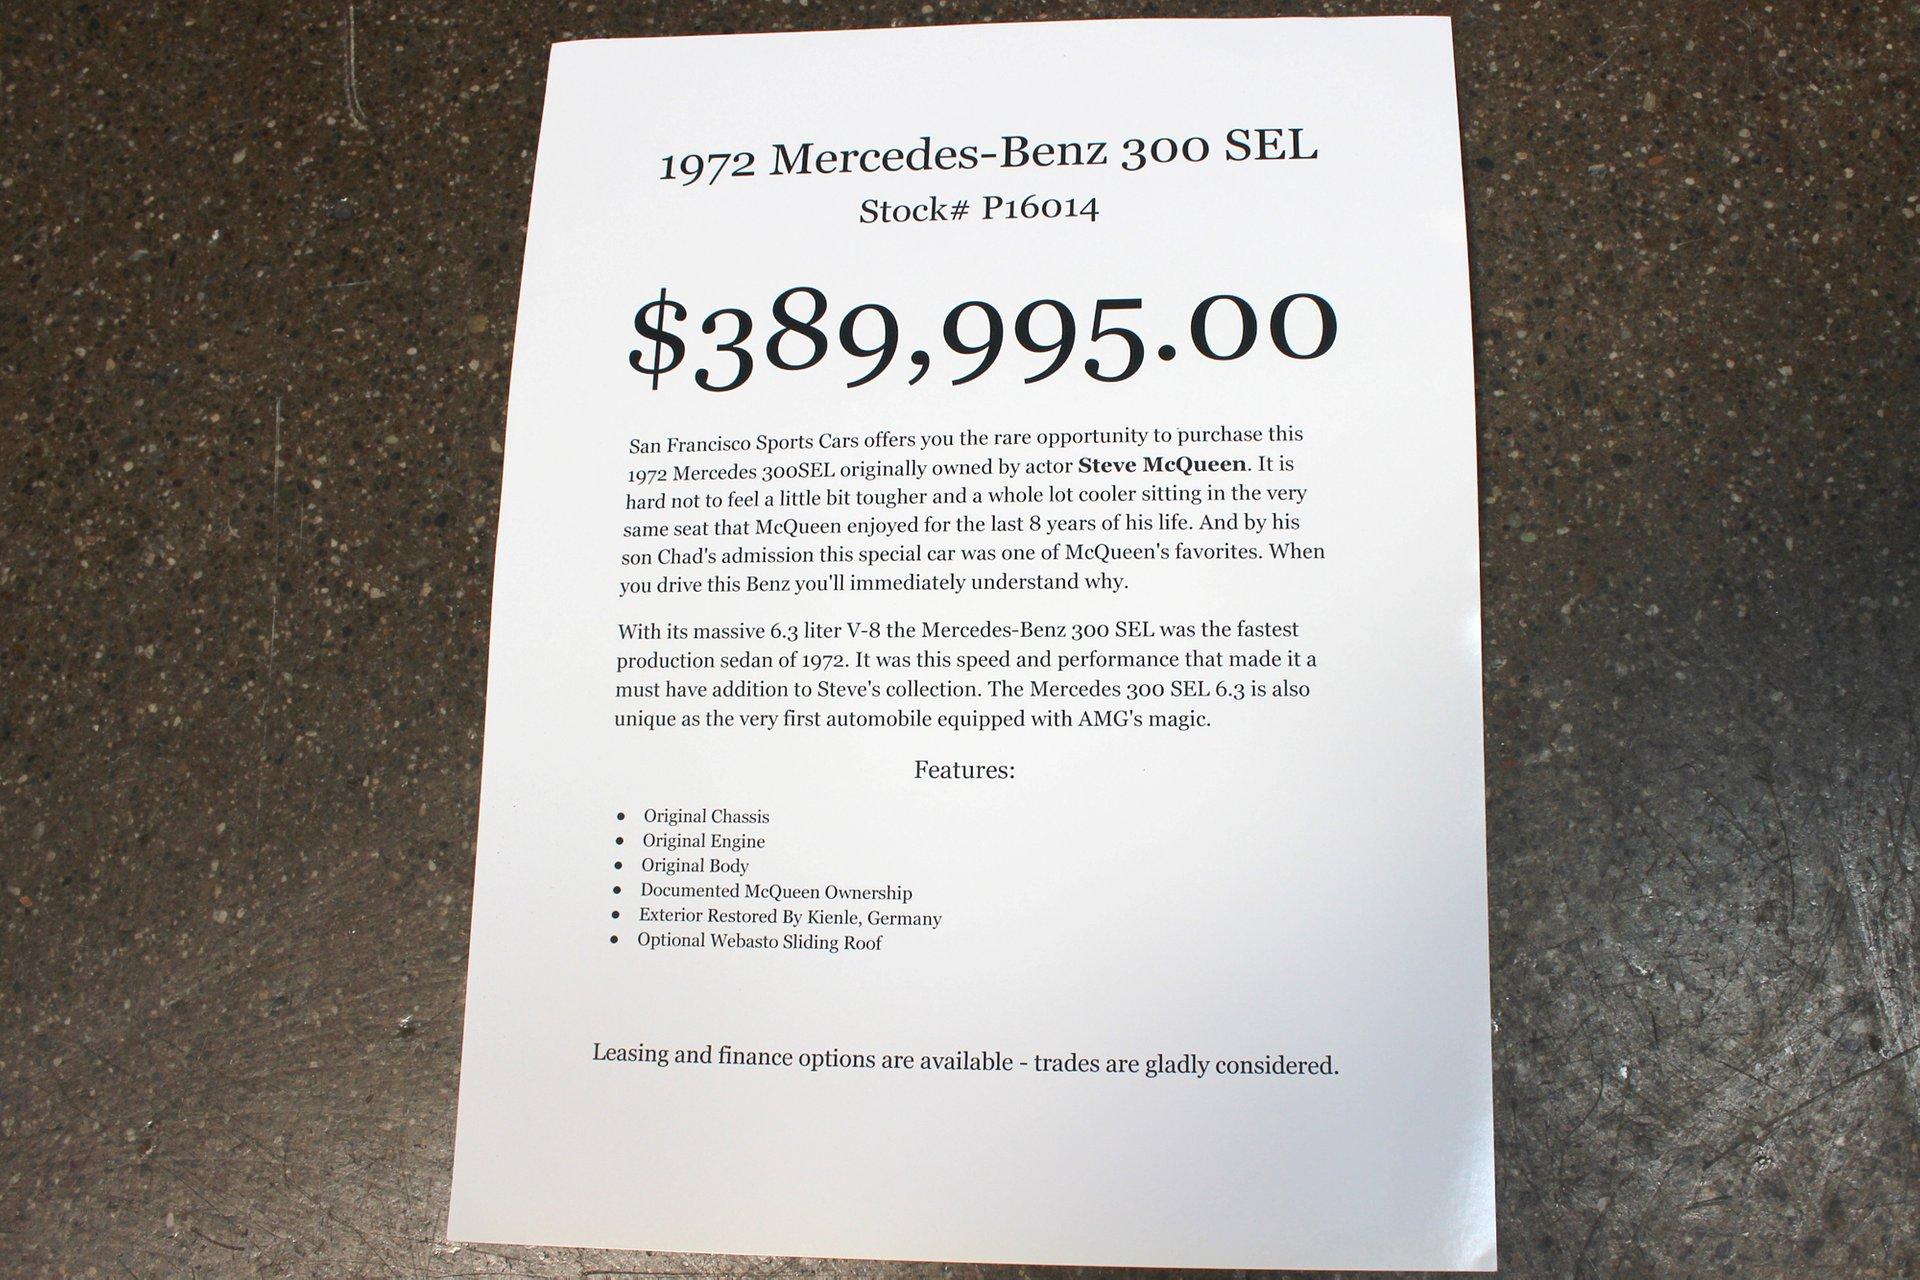 1972 Mercedes-Benz 300 SEL
Stock# P16014
$389,995.00
San Francisco Sports Cars offers you the rare opportunity to purchase this
1972 Mercedes 300SEL originally owned by actor Steve McQueen. It is
hard not to feel a little bit tougher and a whole lot cooler sitting in the very
same seat that McQueen enjoyed for the last 8 years of his life. And by his
son Chad's admission this special car was one of McQueen's favorites. When
you drive this Benz you'll immediately understand why.
With its massive 6.3 liter V-8 the Mercedes-Benz 300 SEL was the fastest
production sedan of 1972. It was this speed and performance that made it a
must have addition to Steve's collection. The Mercedes 300 SEL 6.3 is also
unique as the very first automobile equipped with AMG's magic.
Features:
• Original Chassis
• Original Engine
• Original Body
• Documented McQueen Ownership
• Exterior Restored By Kienle, Germany
• Optional Webasto Sliding Roof
Leasing and finance options are available - trades are gladly considered.